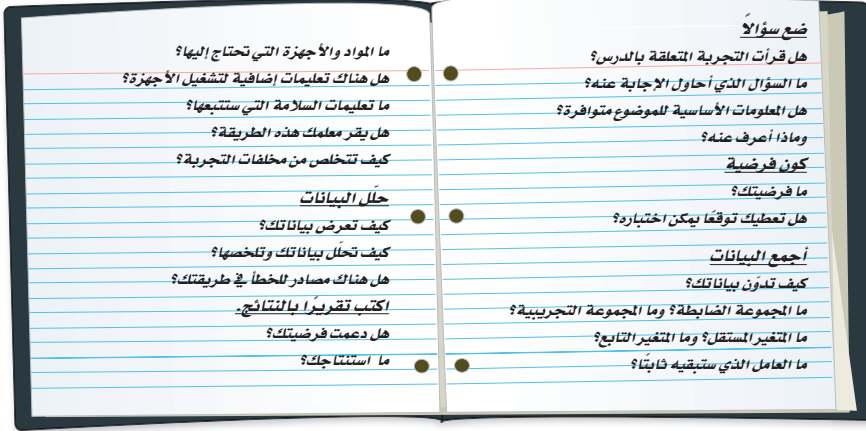 ضع سؤالاً
هل قرأت التجربة المتعلقة بالدرس؟
ما السؤال الذي أحاول الإجابة عنه؟
هل المعلومات الأساسية للموضوع متوافرة؟
وماذا أعرف عنه؟
كون فرضية
ما فرضيتك؟
هل تعطيك توقعًا يمكن اختباره؟
أجمع البيانات
كيف تدوّن بياناتك؟
ما المجموعة الضابطة؟ وما المجموعة التجريبية؟
ما المتغير المستقل؟ وما المتغير التابع؟
ما العامل الذي ستبقيه ثابتًا؟
ما المواد والأجهزة التي تحتاج إليها؟
هل هناك تعليمات إضافية لتشغيل الأجهزة؟
ما تعليمات السلامة التي ستتبعها؟
هل يقر معلمك هذه الطريقة؟
كيف تتخلص من مخلفات التجربة؟
حلّل البيانات
كيف تعرض بياناتك؟
كيف تحلّل بياناتك وتلخصها؟
هل هناك مصادر للخطأ في طريقتك؟
اكتب تقريرًا بالنتائج.
هل دعمت فرضيتك؟
ما استنتاجك؟